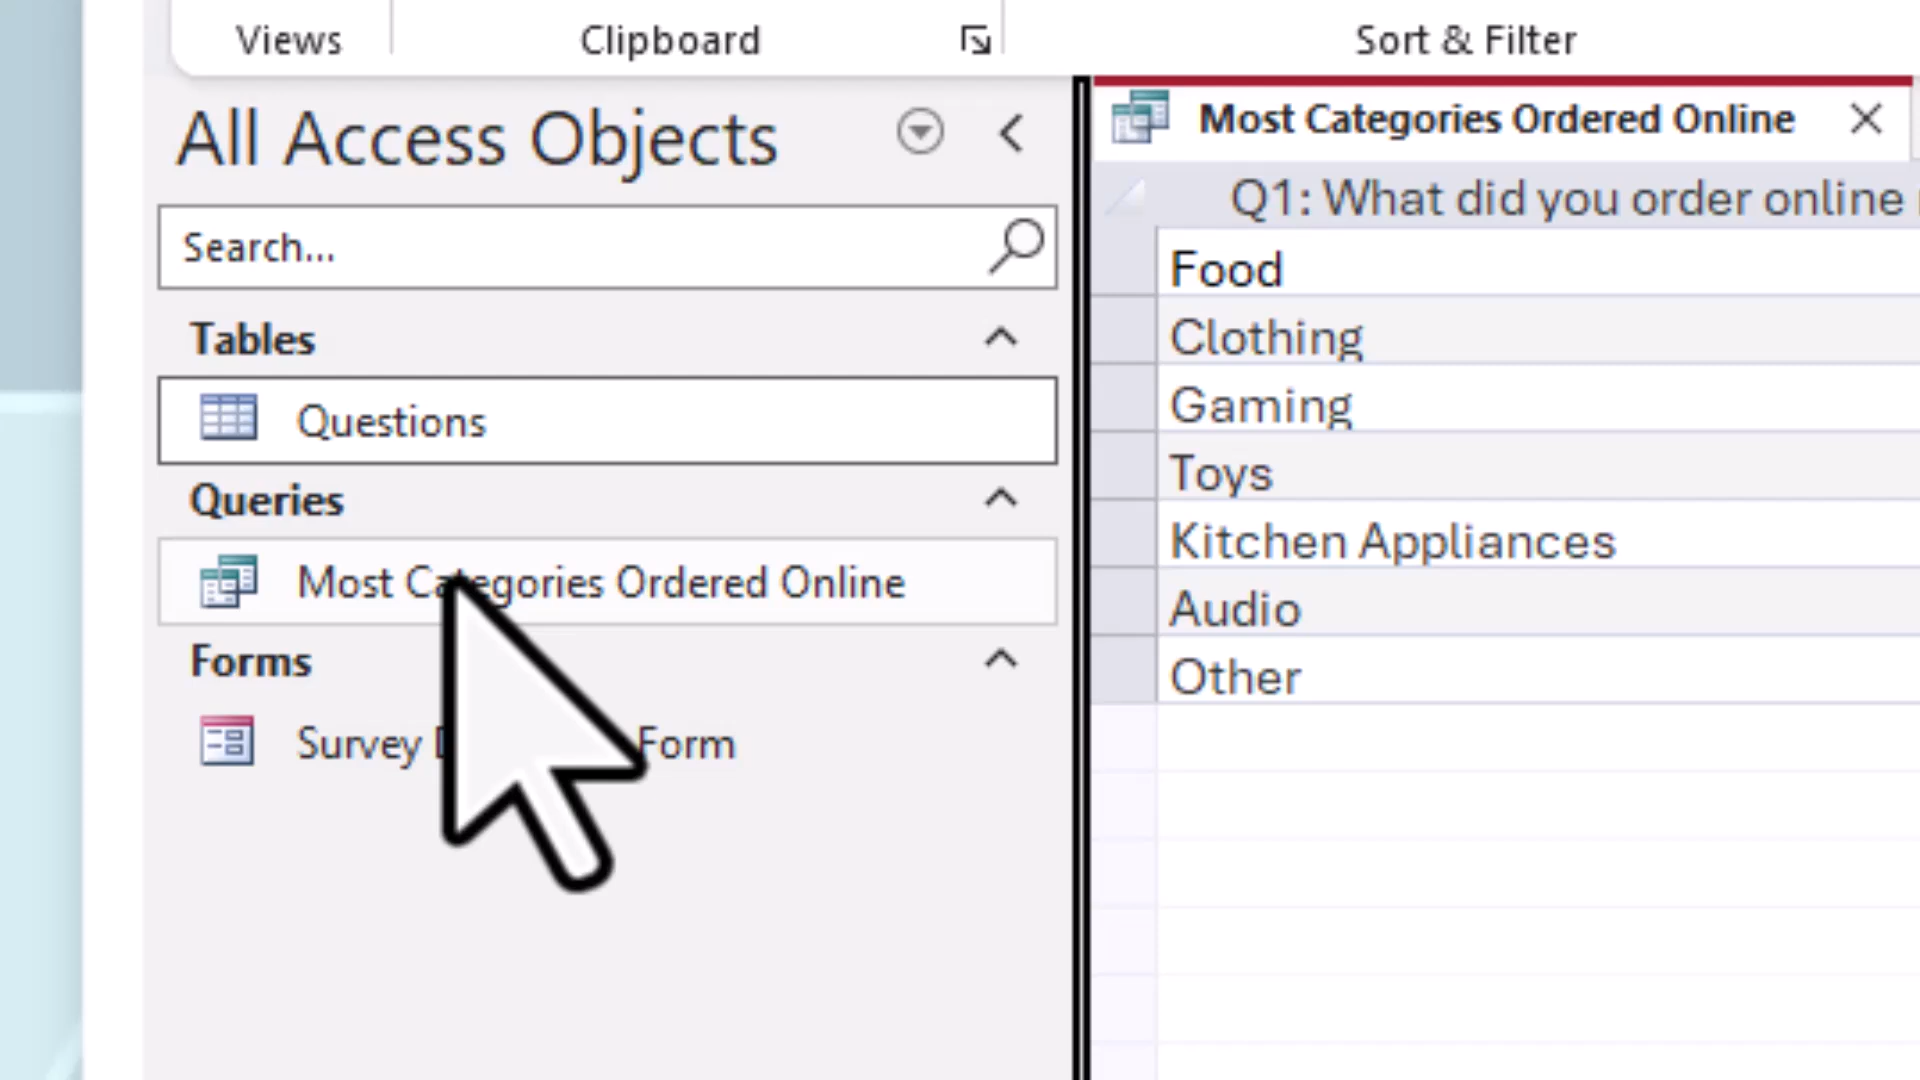 Views
Clipboard
Sort & Filter
All Access Objects
Search...
Tables
Questions
Queries
Most Categories Ordered Online
Forms
Survey Form
Most Categories Ordered Online
Q1: What did you order online
Food
Clothing
Gaming
Toys
Kitchen Appliances
Audio
Other